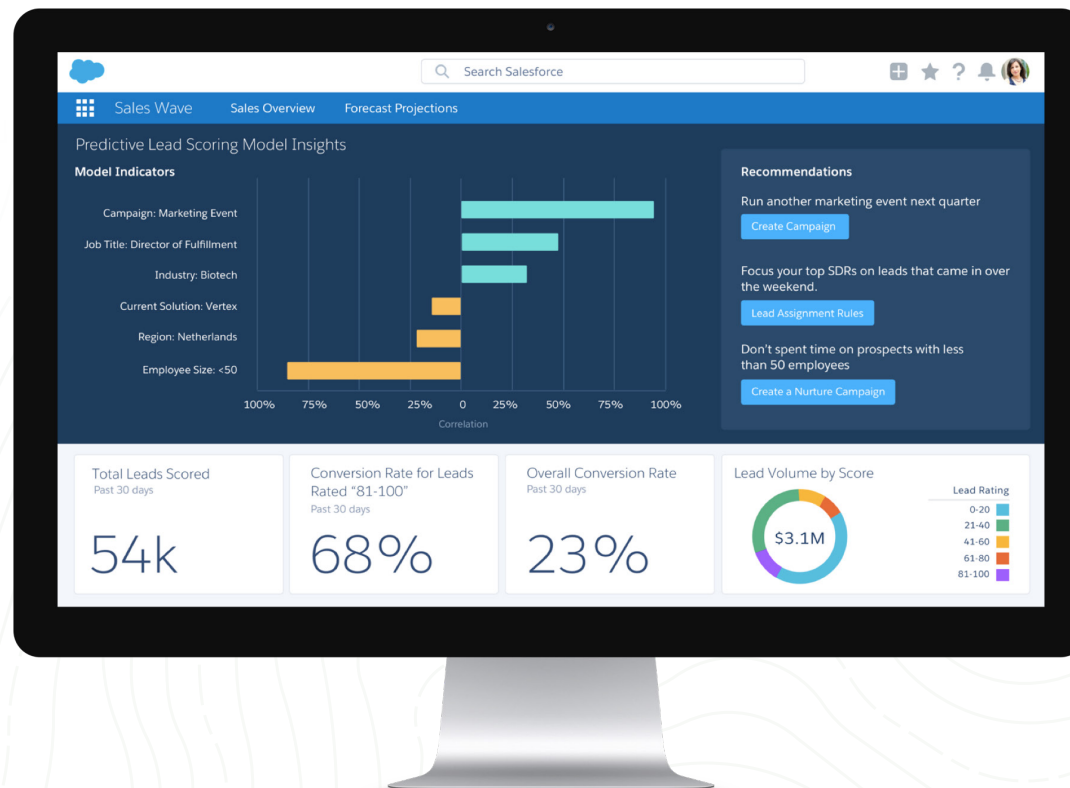 Search Salesforce
Sales Wave
Sales Overview
Forecast Projections
Predictive Lead Scoring Model Insights
Model Indicators
Campaign: Marketing Event
Job Title: Director of Fulfillment
Industry: Biotech
Current Solution: Vertex
Region: Netherlands
Employee Size: <50
100% 75% 50% 25% 0 25% 50% 75% 100%
Correlation
Recommendations
Run another marketing event next quarter
Create Campaign
Focus your top SDRs on leads that came in over
the weekend.
Lead Assignment Rules
Don't spent time on prospects with less
than 50 employees
Create a Nurture Campaign
Total Leads Scored
Past 30 days
54k
Conversion Rate for Leads
Rated “81-100”
Past 30 days
68%
Overall Conversion Rate
Past 30 days
23%
Lead Volume by Score
$3.1M
Lead Rating
0-20
21-40
41-60
61-80
81-100